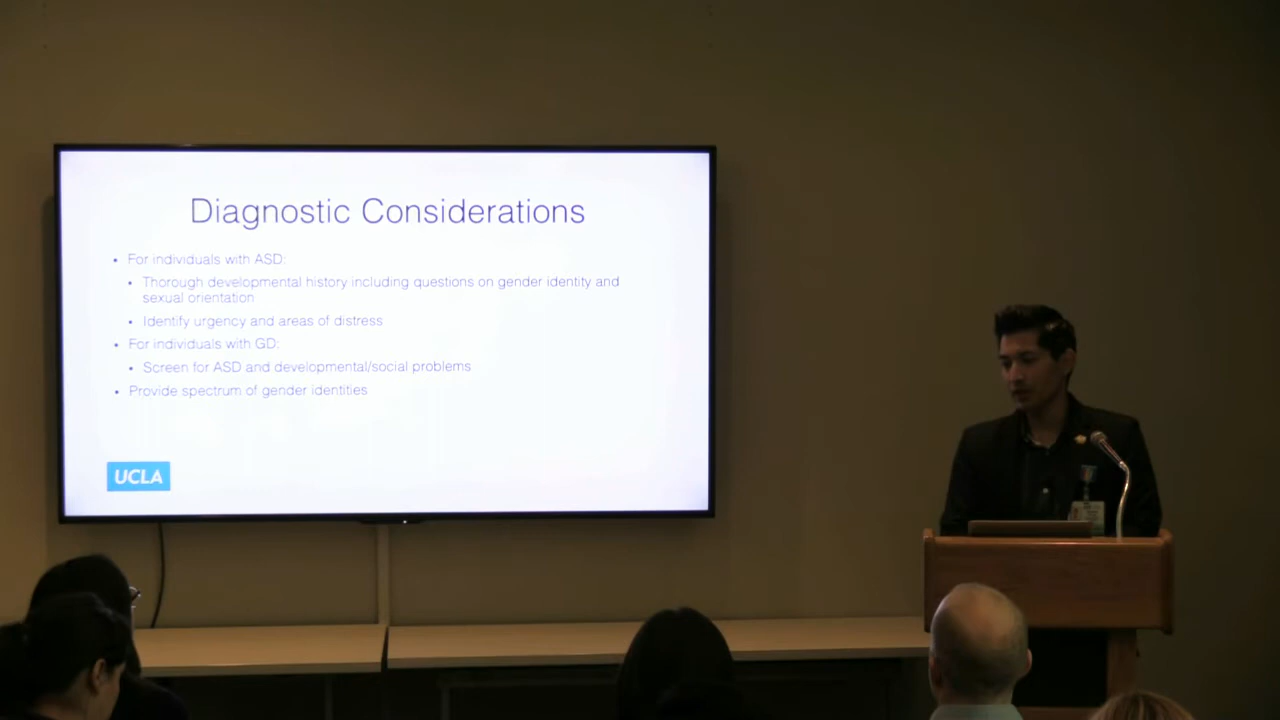 Diagnostic Considerations
• For individuals with ASD:
• Thorough developmental history including questions on gender identity and
sexual orientation
• Identify urgency and areas of distress
• For individuals with GD:
• Screen for ASD and developmental/social problems
• Provide spectrum of gender identities
UCLA